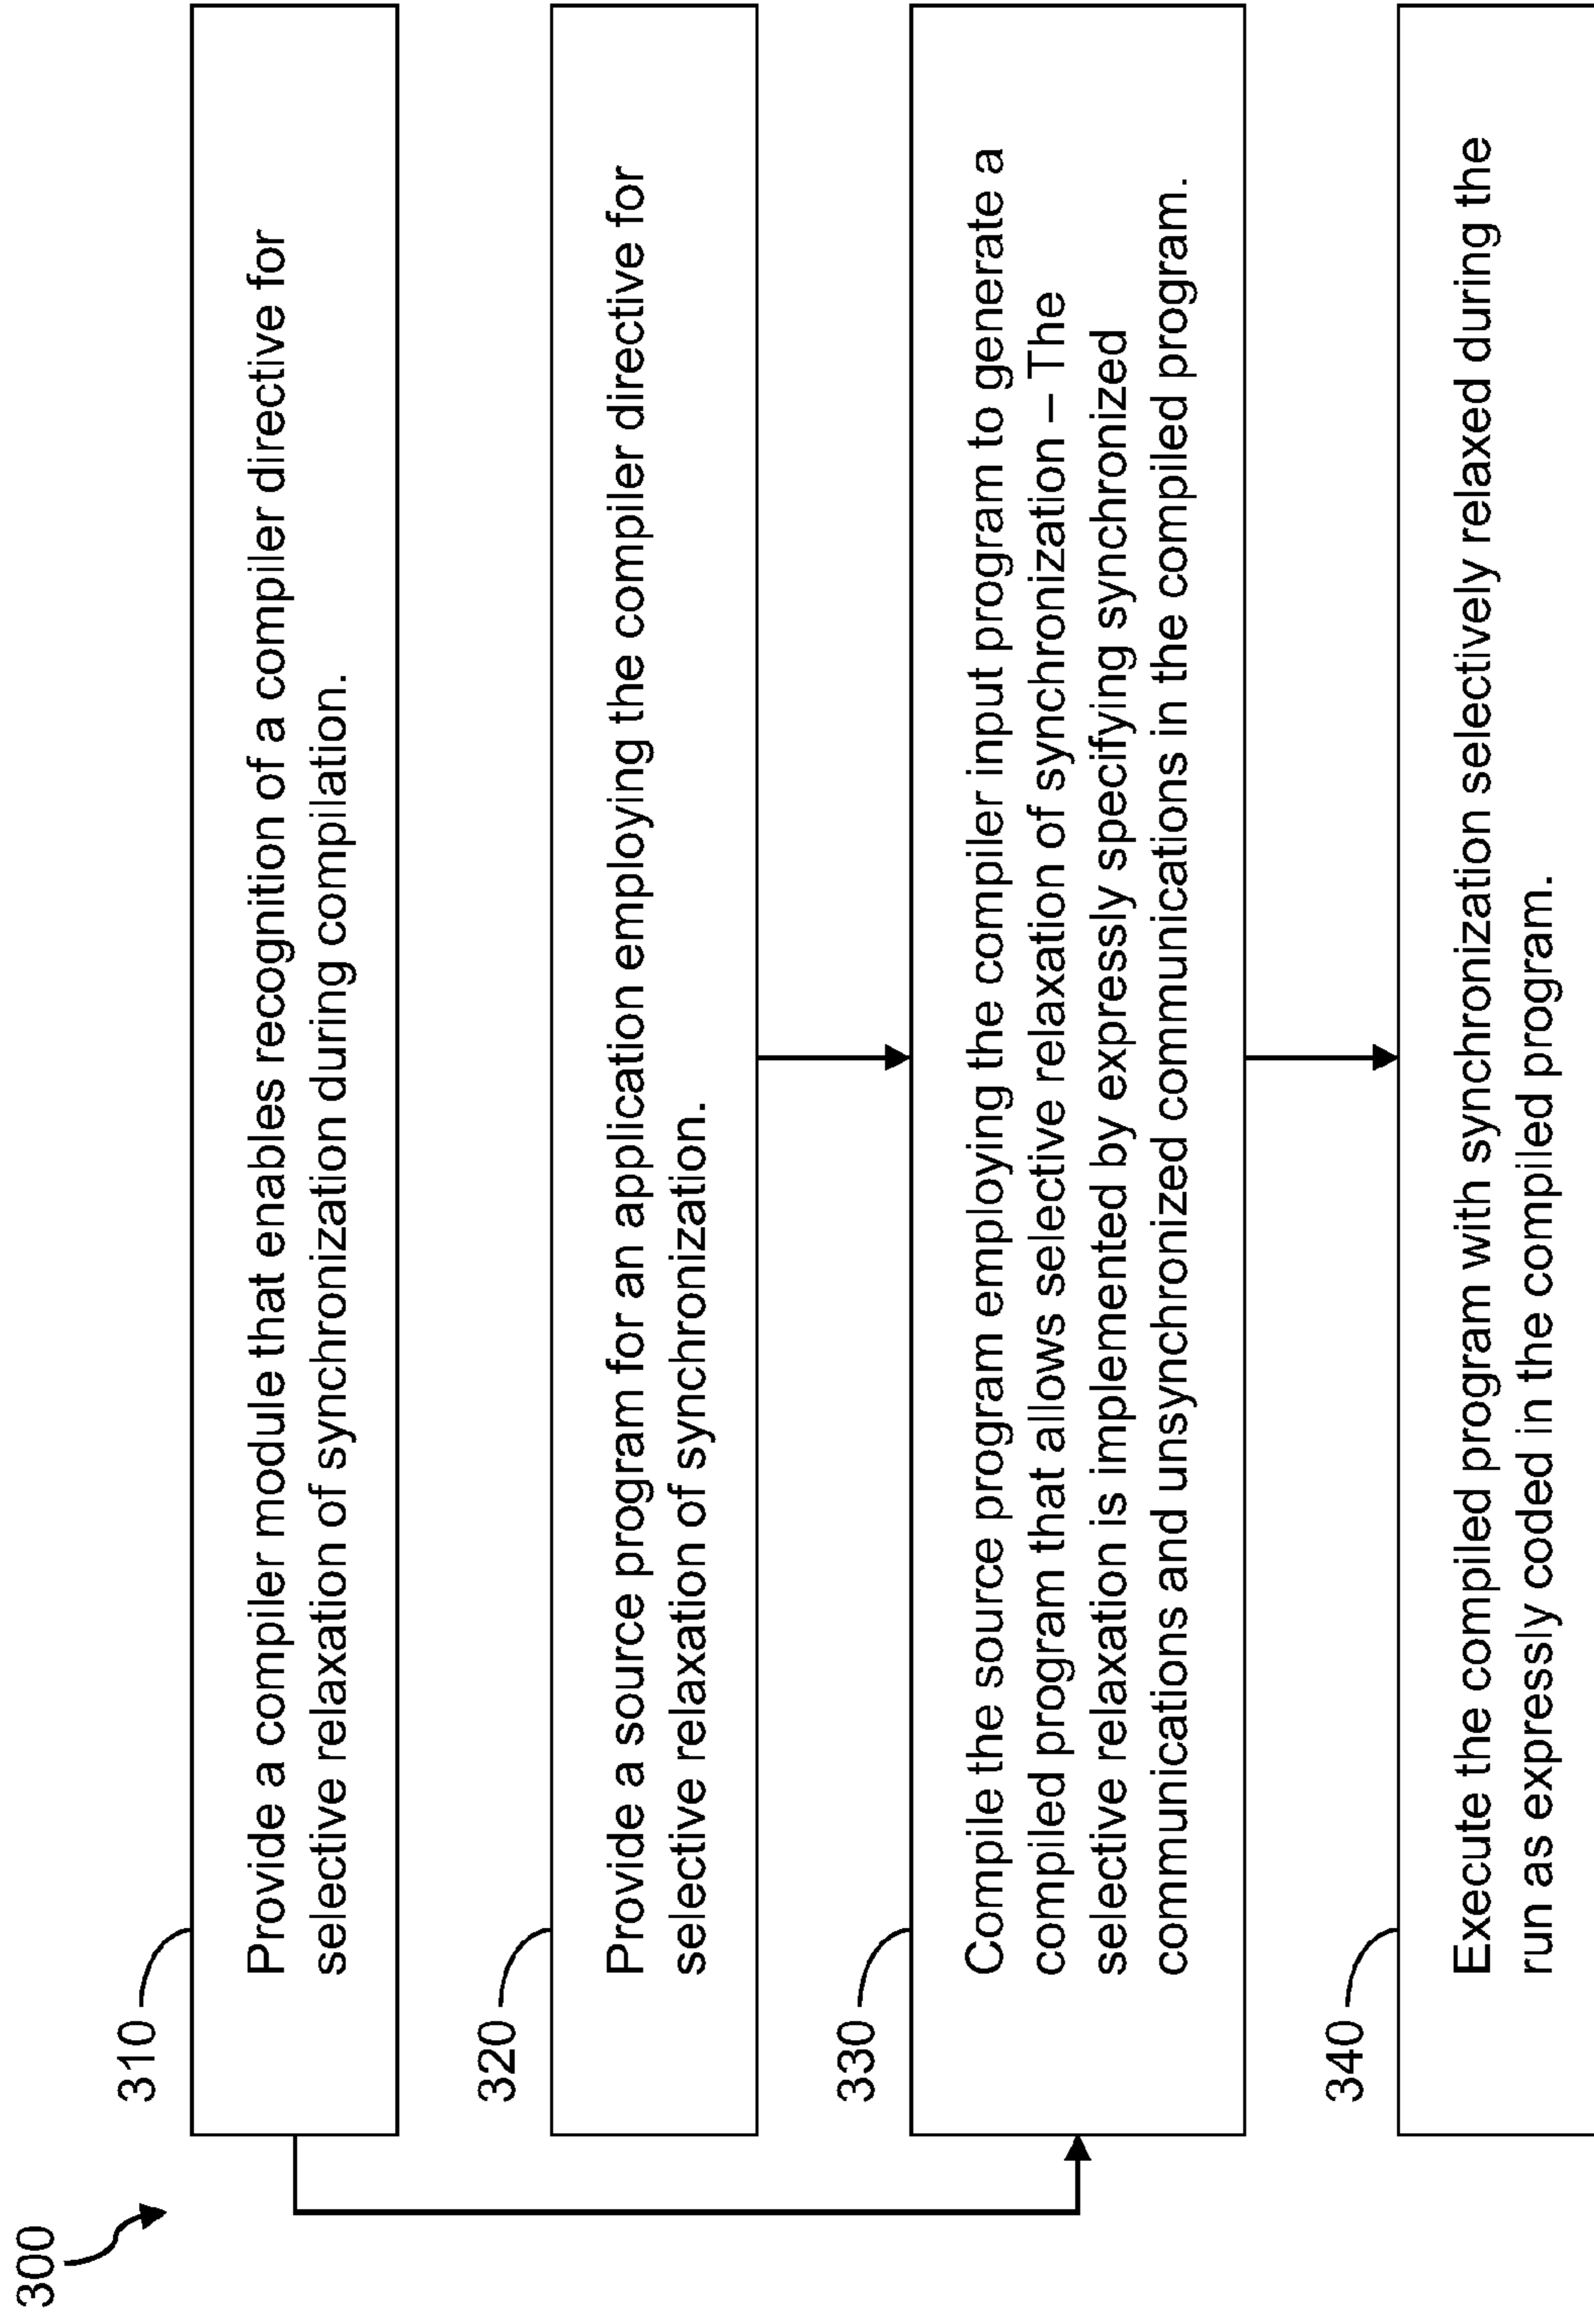 300
310
Provide a compiler module that enables recognition of a compiler directive for
selective relaxation of synchronization during compilation.
320
Provide a source program for an application employing the compiler directive for
selective relaxation of synchronization.
330
Compile the source program employing the compiler input program to generate a
compiled program that allows selective relaxation of synchronization – The
selective relaxation is implemented by expressly specifying synchronized
communications and unsynchronized communications in the compiled program.
340
Execute the compiled program with synchronization selectively relaxed during the
run as expressly coded in the compiled program.